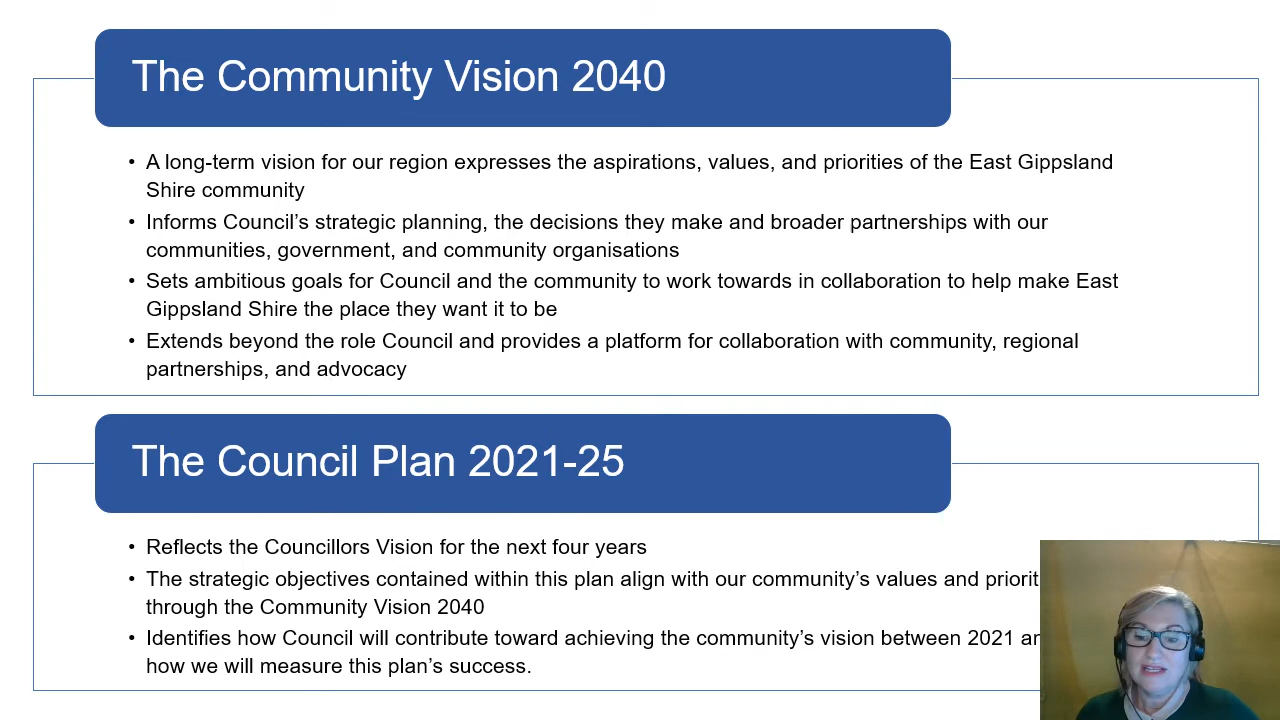 The Community Vision 2040
• A long-term vision for our region expresses the aspirations, values, and priorities of the East Gippsland
Shire community
• Informs Council’s strategic planning, the decisions they make and broader partnerships with our
communities, government, and community organisations
• Sets ambitious goals for Council and the community to work towards in collaboration to help make East
Gippsland Shire the place they want it to be
• Extends beyond the role Council and provides a platform for collaboration with community, regional
partnerships, and advocacy
The Council Plan 2021-25
• Reflects the Councillors Vision for the next four years
• The strategic objectives contained within this plan align with our community’s values and
through the Community Vision 2040
• Identifies how Council will contribute toward achieving the community’s vision between 2021
how we will measure this plan’s success.